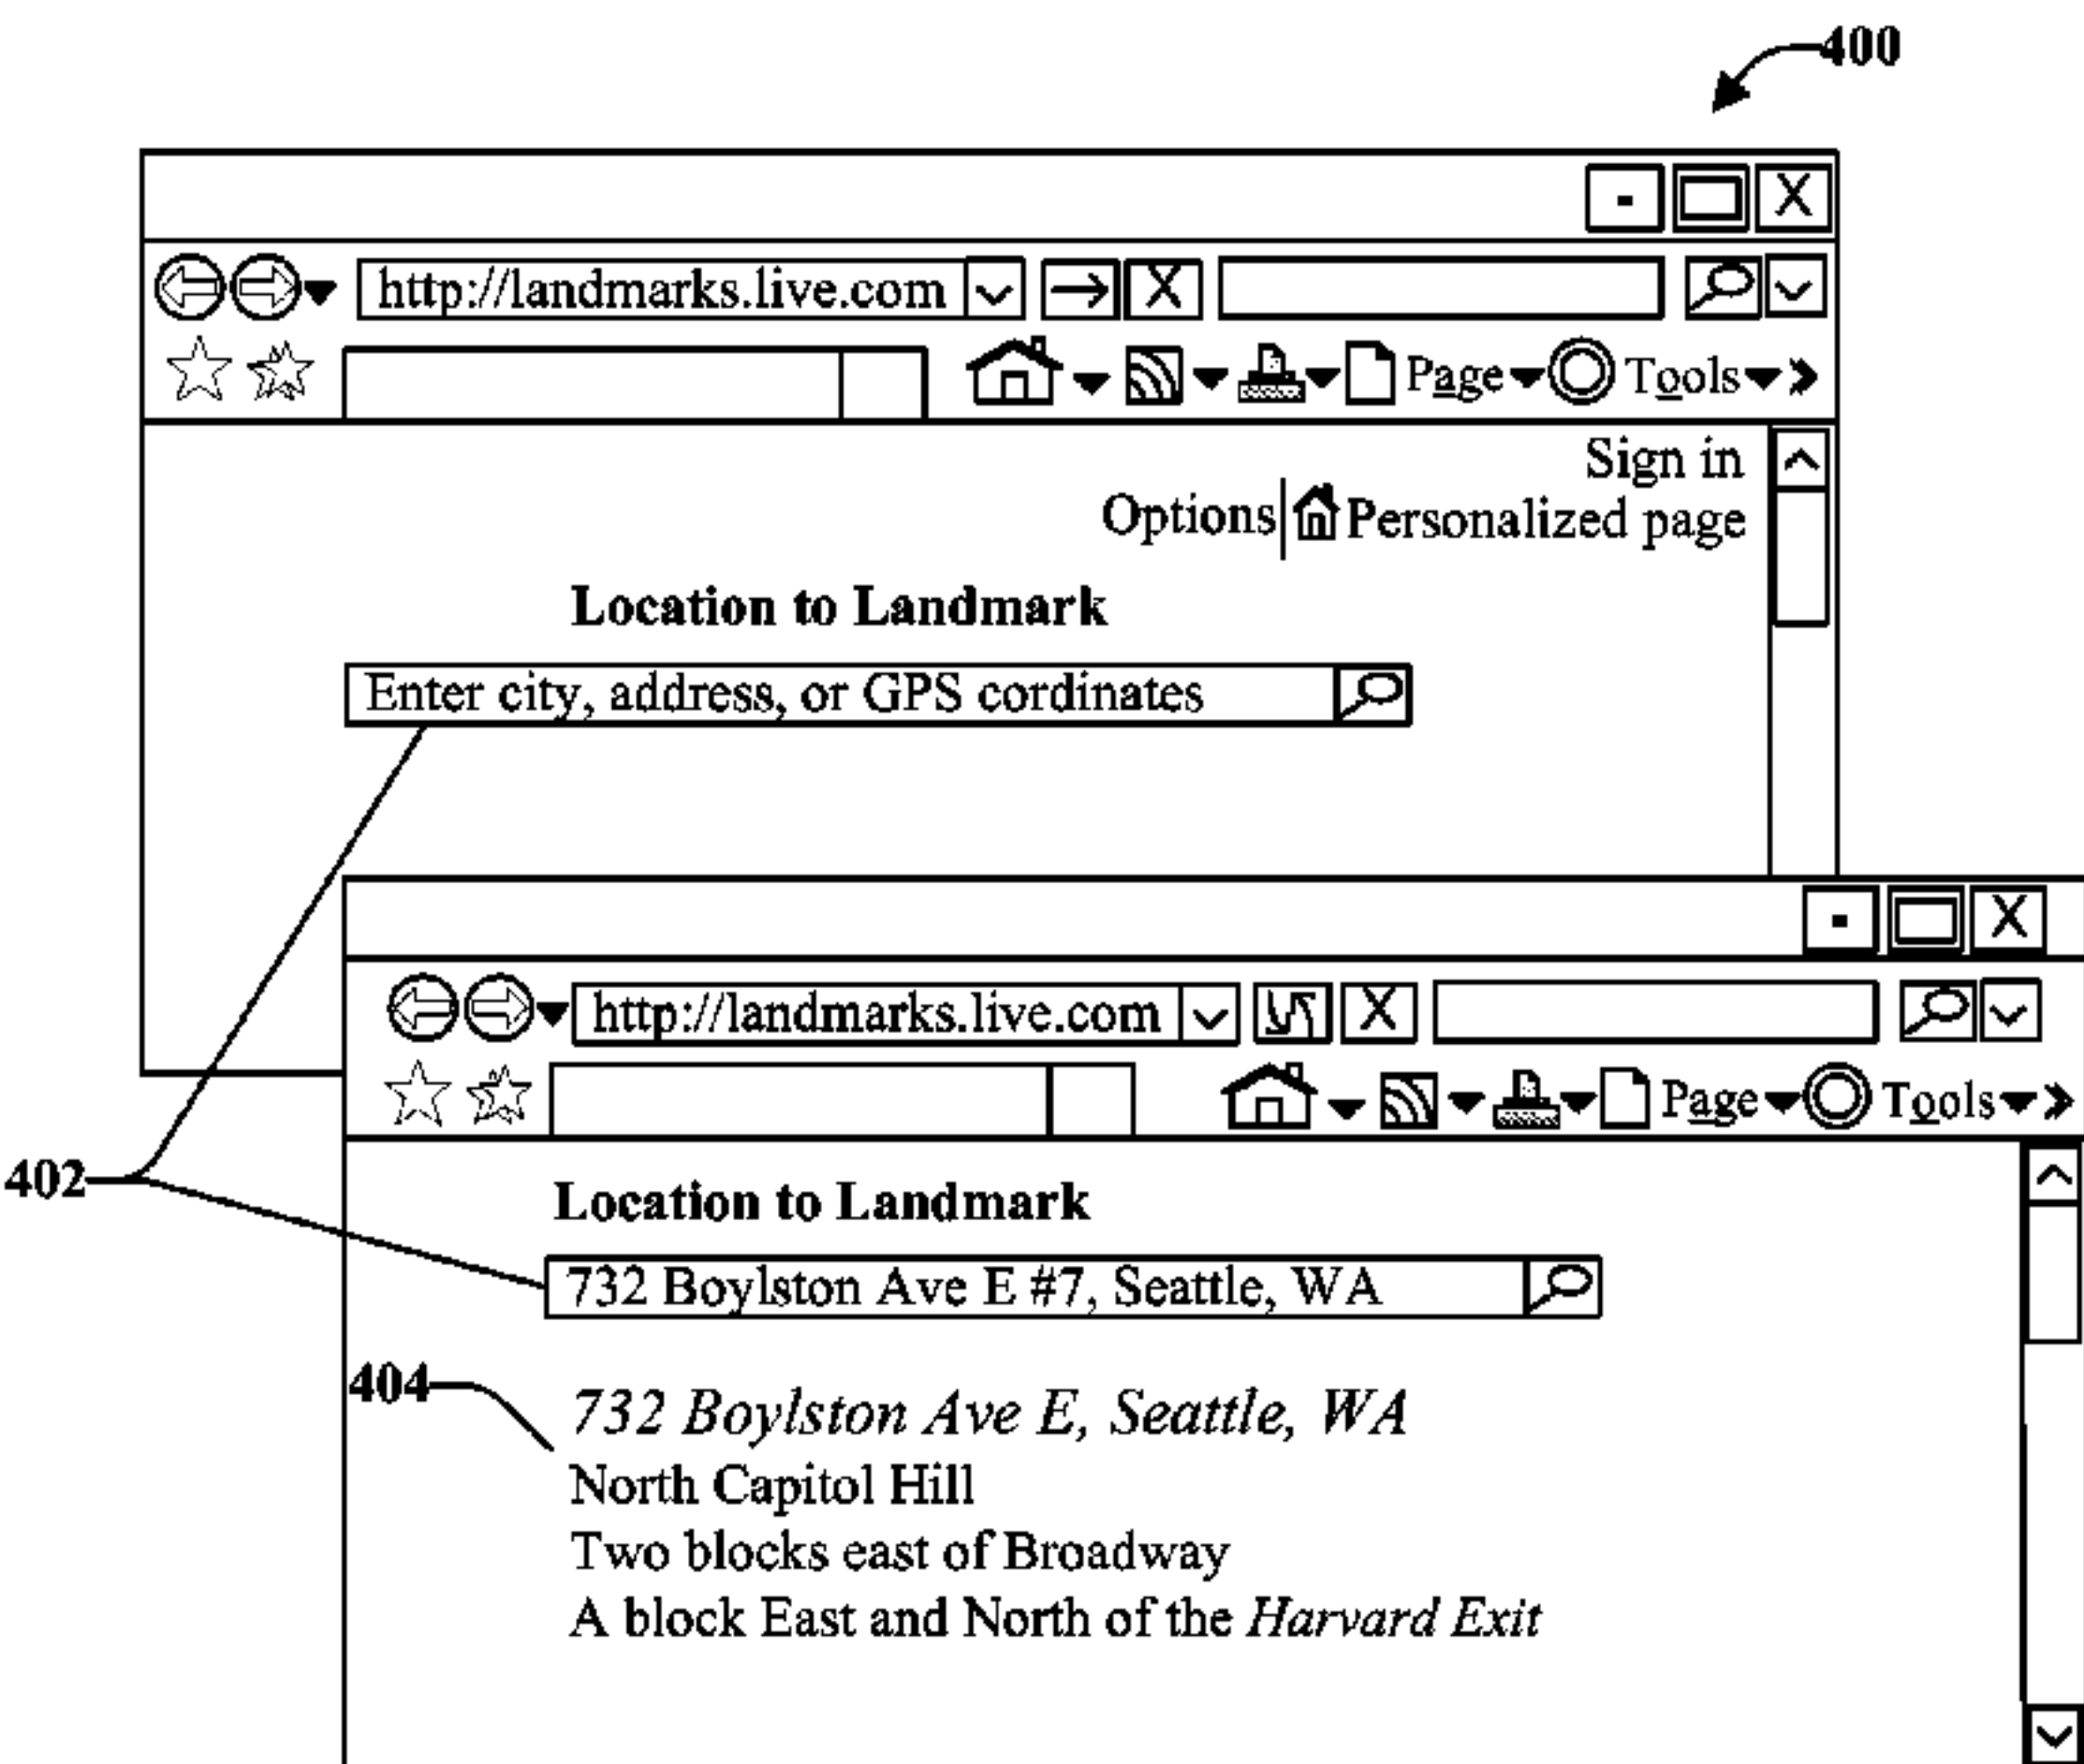 400
X
http://landmarks.live.com X
Page Tools
Sign in
Options Personalized page
Location to Landmark
Enter city, address, or GPS cordinates
X
http://landmarks.live.com X
Page Tools
402
Location to Landmark
732 Boylston Ave E #7, Seattle, WA
404
732 Boylston Ave E, Seattle, WA
North Capitol Hill
Two blocks east of Broadway
A block East and North of the Harvard Exit